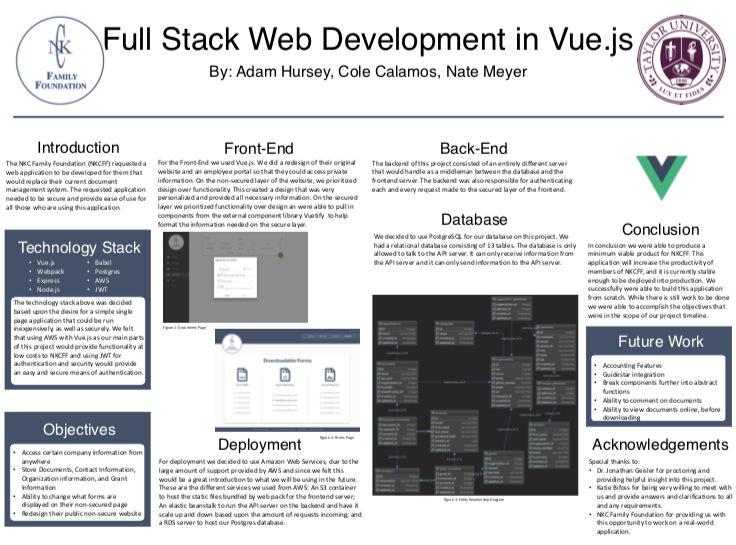 Full Stack Web Development in Vue.js
By: Adam Hursey, Cole Calamos, Nate Meyer
NK
FAMILY
FOUNDATION
TAYLOR UNIVERSITY
LUX ET FIDES
Introduction
The NKC Family Foundation (NKCFF) requested a
web application to be developed for them that
would replace their current document
management system. The requested application
needed to be secure and provide ease of use for
all those who are using this application.
Technology Stack
• Vue.js
• Webpack
• Express
• Node.js
• Babel
• Postgres
• AWS
• JWT
The technology stack above was decided
based upon the desire for a simple single
page application that could be run
inexpensively, as well as securely. We felt
that using AWS with Vue.js as our main parts
of this project would provide functionality at
low costs to NKCFF and using JWT for
authentication and security would provide
an easy and secure means of authentication.
Objectives
• Access certain company information from
anywhere
• Store Documents, Contact Information,
Organization information, and Grant
Information
• Ability to change what forms are
displayed on their non-secured page
• Redesign their public non-secure website
Front-End
For the Front-End we used Vue.js. We did a redesign of their original
website and an employee portal so that they could access private
information. On the non-secured layer of the website, we prioritized
design over functionality. This created a design that was very
personalized and provided all necessary information. On the secured
layer we prioritized functionality over design an were able to pull in
components from the external component library Vuetify to help
format the information needed on the secure layer.
Figure 1: Documents Page
Downloadable Forms
Figure 2: Forms Page
Deployment
For deployment we decided to use Amazon Web Services, due to the
large amount of support provided by AWS and since we felt this
would be a great introduction to what we will be using in the future.
These are the different services we used from AWS: An S3 container
to host the static files bundled by webpack for the frontend server;
An elastic beanstalk to run the API server on the backend and have it
scale up and down based upon the amount of requests incoming; and
a RDS server to host our Postgres database.
Back-End
The backend of this project consisted of an entirely different server
that would handle as a middleman between the database and the
frontend server. The backend was also responsible for authenticating
each and every request made to the secured layer of the frontend.
Database
We decided to use PostgreSQL for our database on this project. We
had a relational database consisting of 13 tables. The database is only
allowed to talk to the API server. It can only receive information from
the API server and it can only send information to the API server.
Figure 3: Entity Relationship Diagram
Conclusion
In conclusion we were able to produce a
minimum viable product for NKCFF. This
application will increase the productivity of
members of NKCFF, and it is currently stable
enough to be deployed into production. We
successfully were able to build this application
from scratch. While there is still work to be done
we were able to accomplish the objectives that
were in the scope of our project timeline.
Future Work
• Accounting Features
• Guidestar integration
• Break components further into abstract
functions
• Ability to comment on documents
• Ability to view documents online, before
downloading
Acknowledgements
Special thanks to:
• Dr. Jonathan Geisler for proctoring and
providing helpful insight into this project.
• Katie Bifoss for being very willing to meet with
us and provide answers and clarifications to all
and any requirements.
• NKC Family Foundation for providing us with
this opportunity to work on a real-world
application.